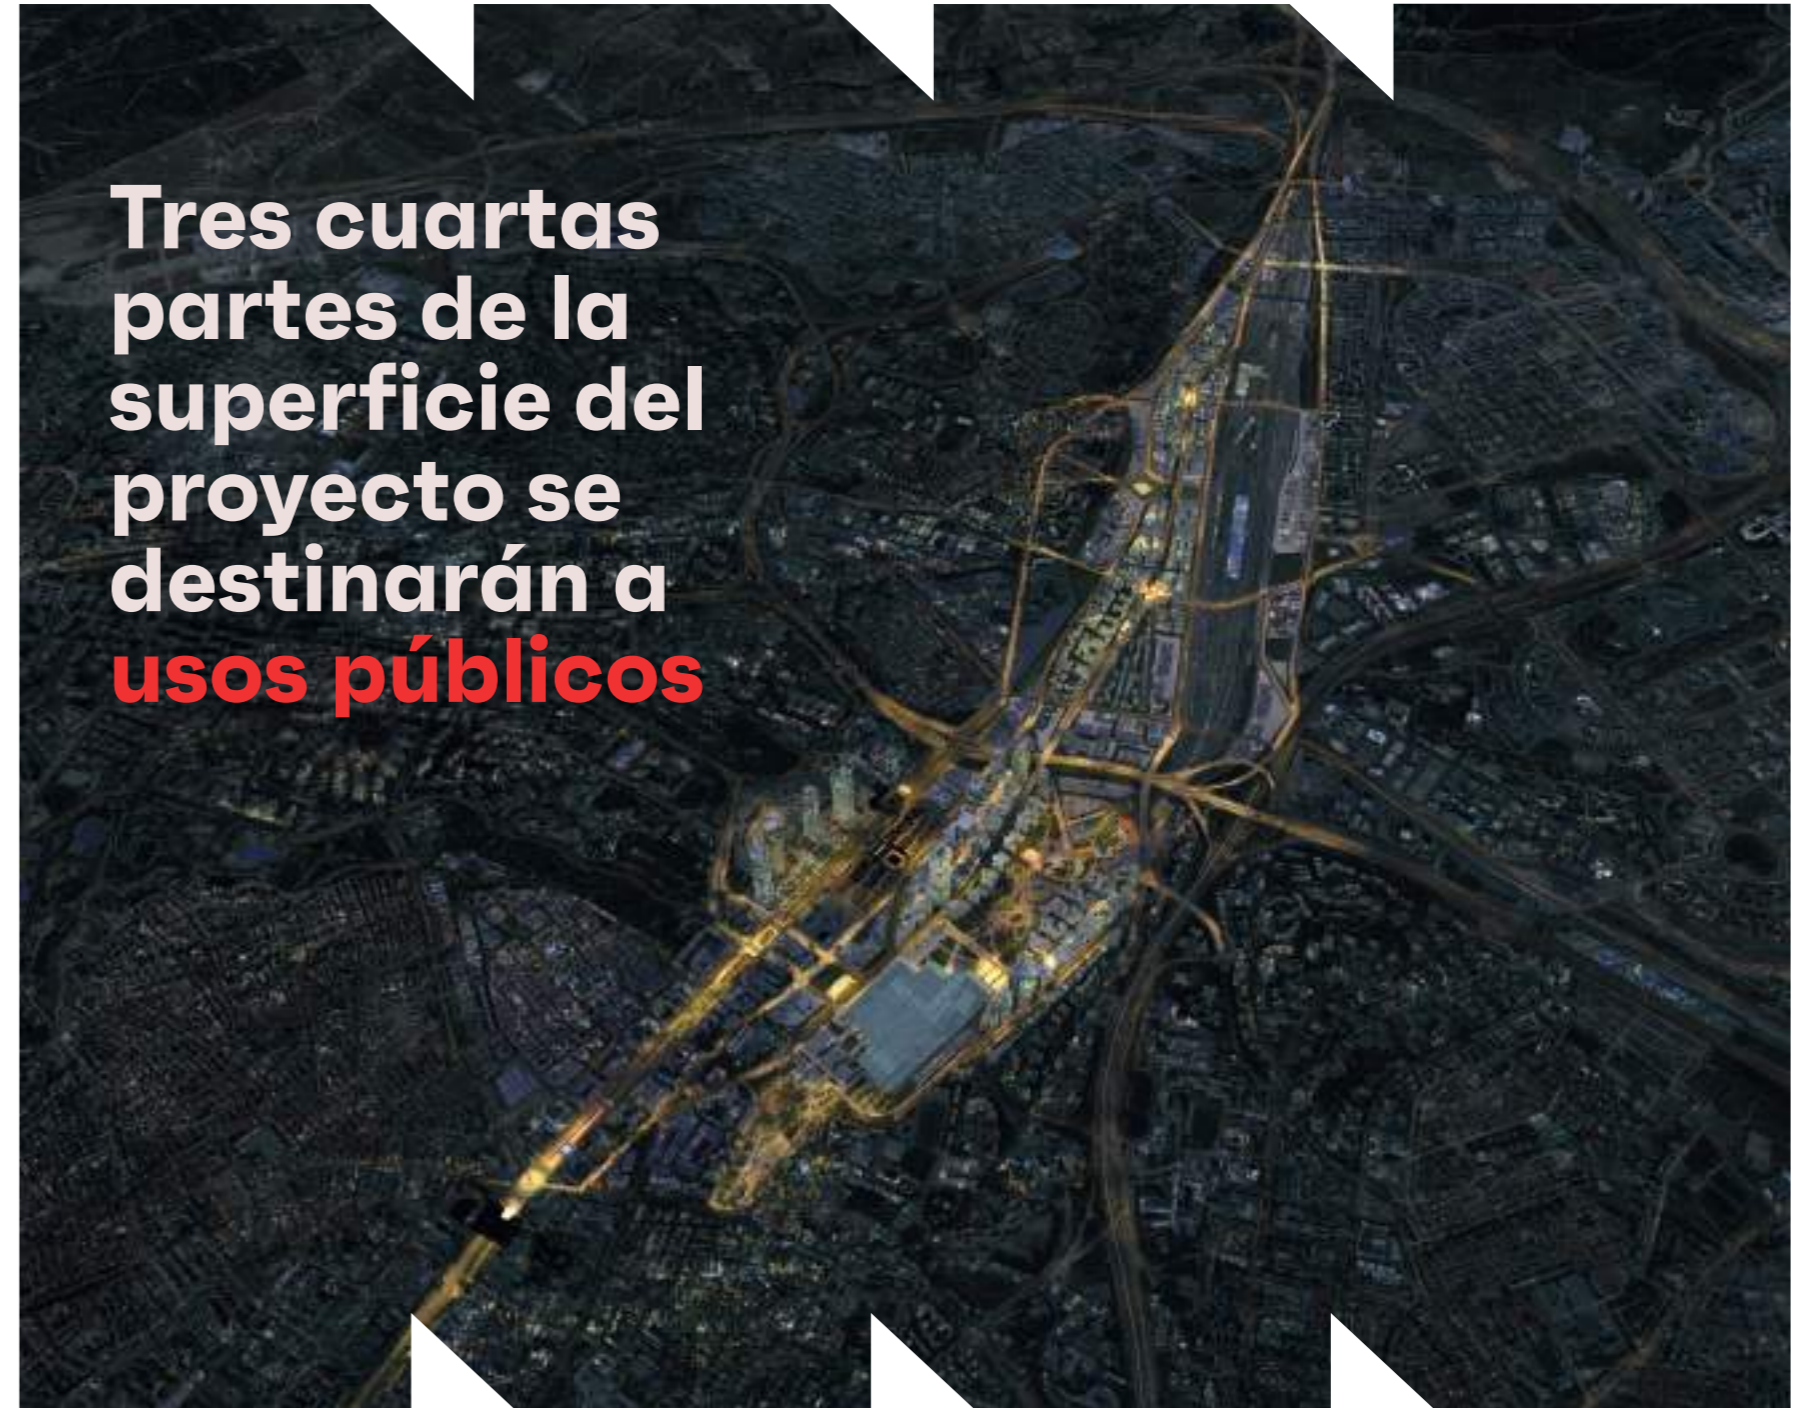 Tres cuartas
partes de la
superficie del
proyecto se
destinarán a
usos públicos